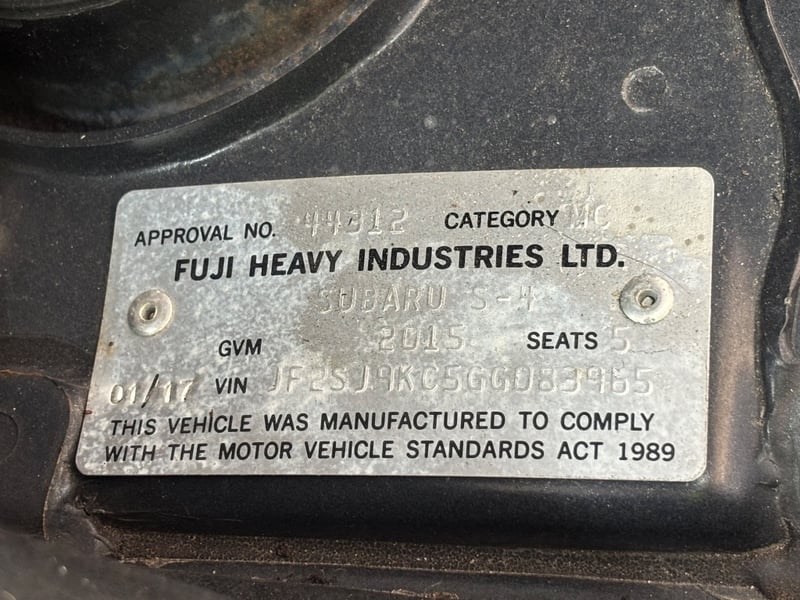 APPROVAL NO. 44812 CATEGORY MC
FUJI HEAVY INDUSTRIES LTD.
SUBARU S-4
GVM 2015 SEATS 5
01/17 VIN JF2SJ9KC5GG083965
THIS VEHICLE WAS MANUFACTURED TO COMPLY
WITH THE MOTOR VEHICLE STANDARDS ACT 1989